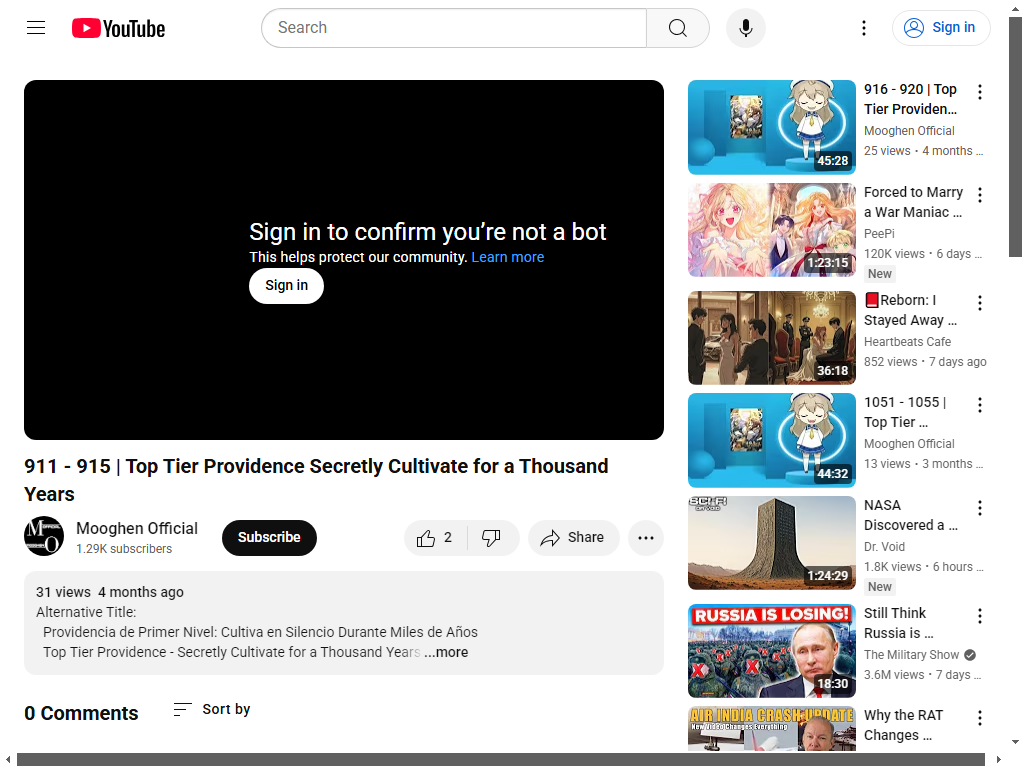 YouTube
Search
Sign in
Sign in to confirm you're not a bot
This helps protect our community. Learn more
Sign in
911 - 915 | Top Tier Providence Secretly Cultivate for a Thousand
Years
Mooghen Official
1.29K subscribers
Subscribe
2
Share
31 views 4 months ago
Alternative Title:
Providencia de Primer Nivel: Cultiva en Silencio Durante Miles de Años
Top Tier Providence - Secretly Cultivate for a Thousand Years ...more
0 Comments
Sort by
45:28
916 - 920 | Top
Tier Providen...
Mooghen Official
25 views • 4 months ...
1:23:15
Forced to Marry
a War Maniac ...
PeePi
120K views • 6 days ...
New
36:18
Reborn: I
Stayed Away ...
Heartbeats Cafe
852 views • 7 days ago
44:32
1051 - 1055 |
Top Tier ...
Mooghen Official
13 views • 3 months ...
SCI-FI
1:24:29
NASA
Discovered a ...
Dr. Void
1.8K views • 6 hours ...
New
RUSSIA IS LOSING!
18:30
Still Think
Russia is ...
The Military Show
3.6M views • 7 days ...
AIR INDIA CRASH UPDATE
New Video Changes Everything
Why the RAT
Changes ...